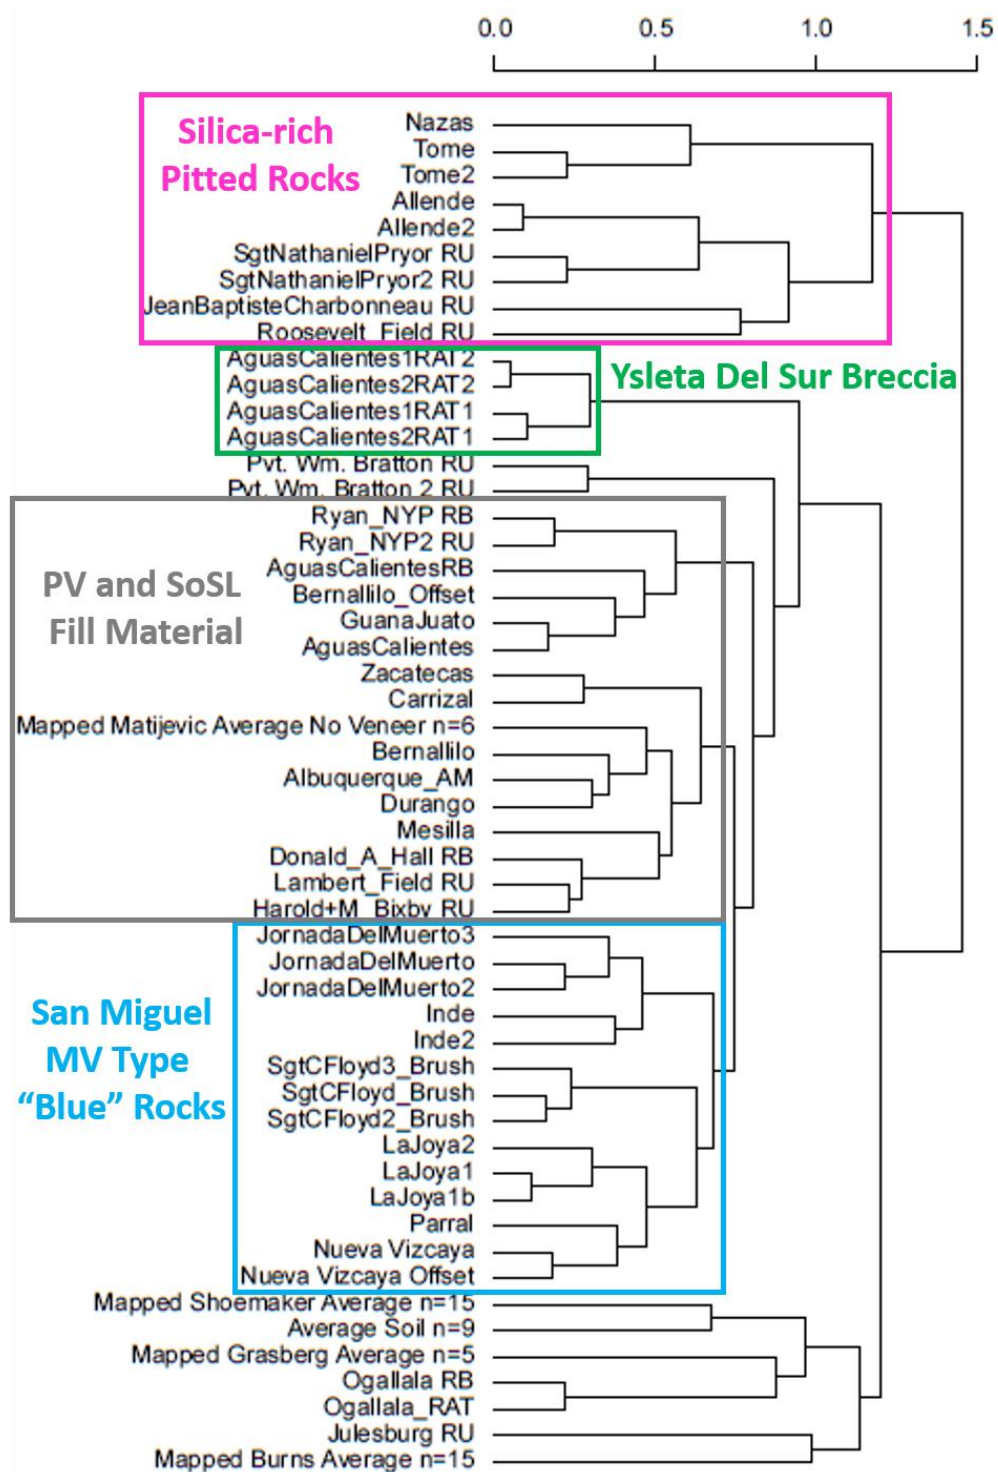 0.0 0.5 1.0 1.5
Silica-rich
Pitted Rocks
Nazas
Tome
Tome2
Allende
Allende2
SgtNathanielPryor RU
SgtNathanielPryor2 RU
JeanBaptisteCharbonneau RU
Roosevelt_Field RU
AguasCalientes1RAT2
AguasCalientes2RAT2
AguasCalientes1RAT1
AguasCalientes2RAT1
Ysleta Del Sur Breccia
Pvt. Wm. Bratton RU
Pvt. Wm. Bratton 2 RU
PV and SoSL
Fill Material
Ryan_NYP RB
Ryan_NYP2 RU
AguasCalientesRB
Bernallilo_Offset
GuanaJuato
AguasCalientes
Zacatecas
Carrizal
Mapped Matijevic Average No Veneer n=6
Bernallilo
Albuquerque_AM
Durango
Mesilla
Donald_A_Hall RB
Lambert_Field RU
Harold+M_Bixby RU
San Miguel
MV Type
“Blue” Rocks
JornadaDelMuerto3
JornadaDelMuerto
JornadaDelMuerto2
Inde
Inde2
SgtCFloyd3_Brush
SgtCFloyd_Brush
SgtCFloyd2_Brush
LaJoya2
LaJoya1
LaJoya1b
Parral
Nueva Vizcaya
Nueva Vizcaya Offset
Mapped Shoemaker Average n=15
Average Soil n=9
Mapped Grasberg Average n=5
Ogallala RB
Ogallala_RAT
Julesburg RU
Mapped Burns Average n=15